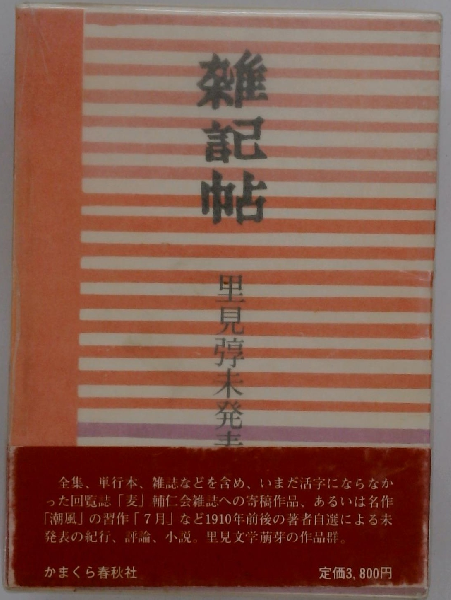 雑記帖
里見弴未発表
全集、単行本、雑誌などを含め、いまだ活字にならなか
った回覧誌「麦」輔仁会雑誌への寄稿作品、あるいは名作
「潮風」の習作「7月」など1910年前後の著者自選による未
発表の紀行、評論、小説。里見文学萌芽の作品群。
かまくら春秋社
定価3,800円